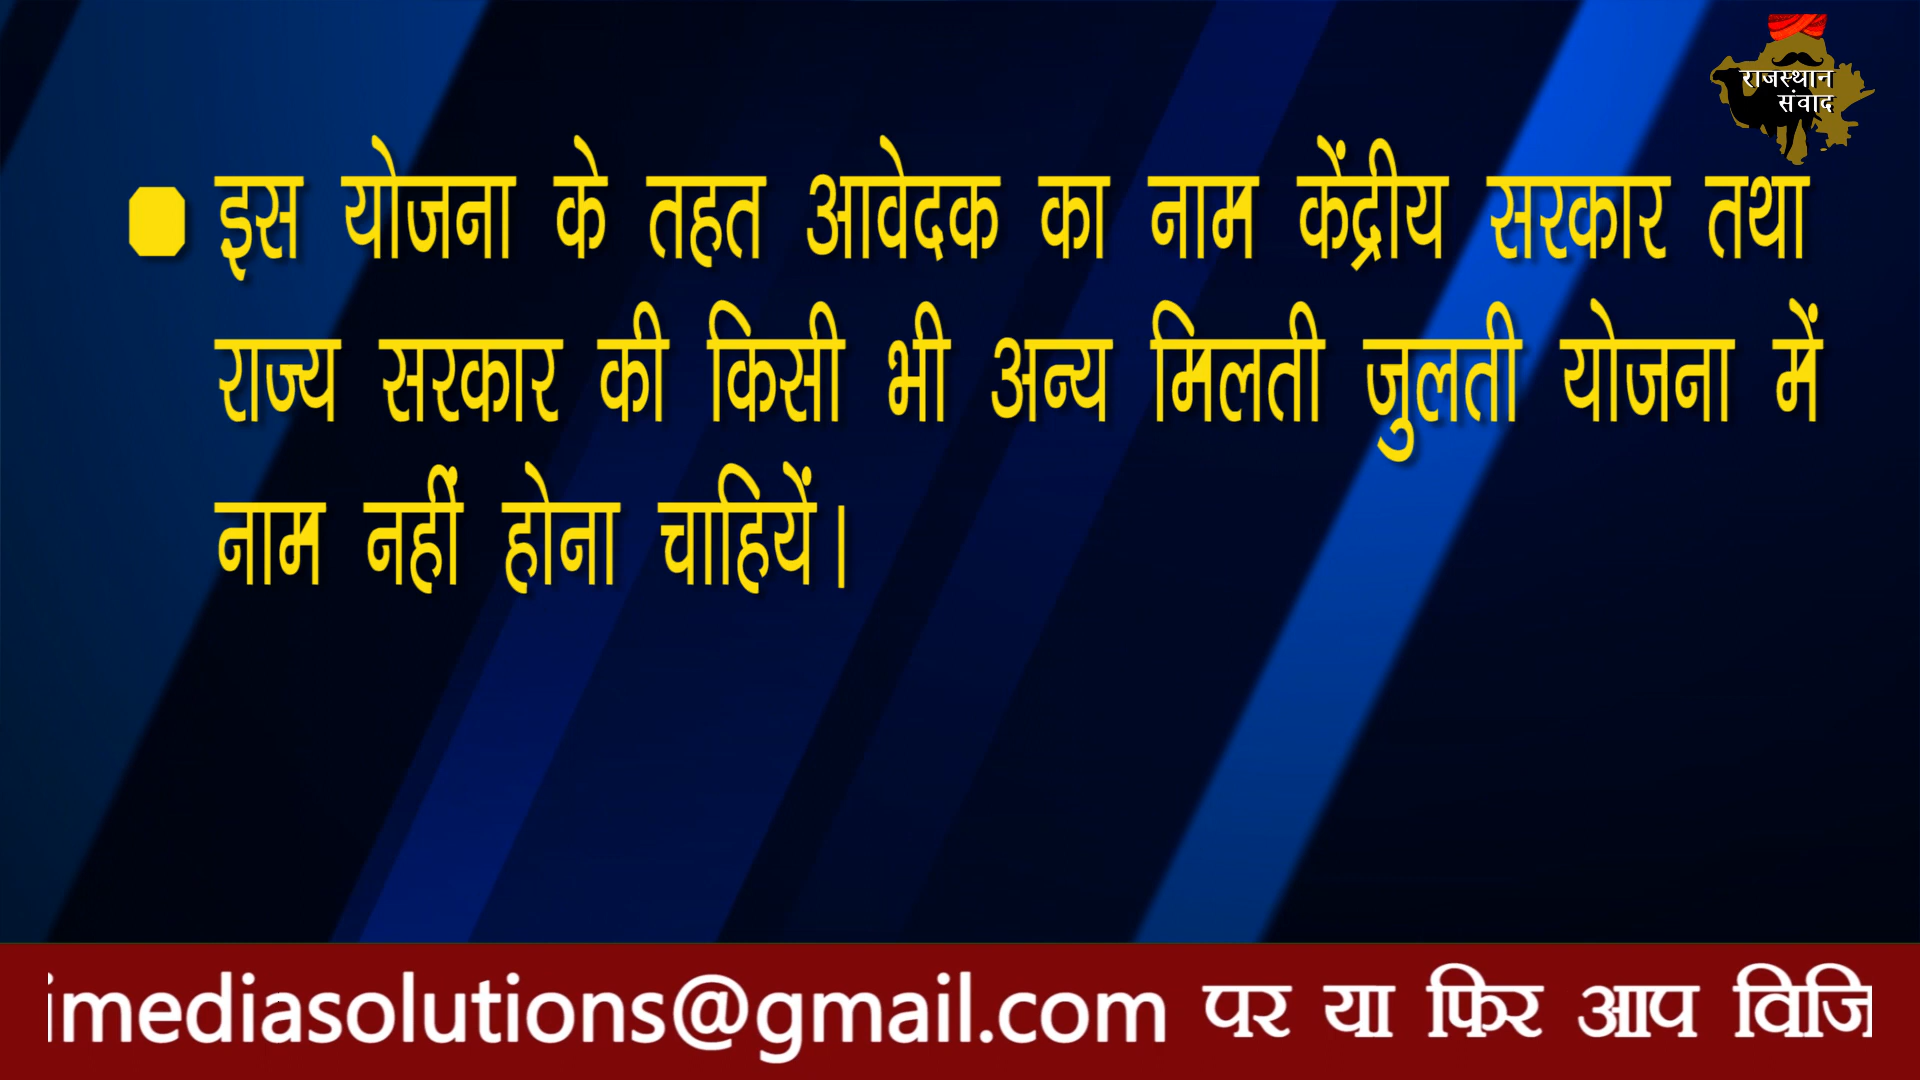 राजस्थान
संवाद
इस योजना के तहत आवेदक का नाम केंद्रीय सरकार तथा
राज्य सरकार की किसी भी अन्य मिलती जुलती योजना में
नाम नहीं होना चाहियें।
imediasolutions@gmail.com पर या फिर आप